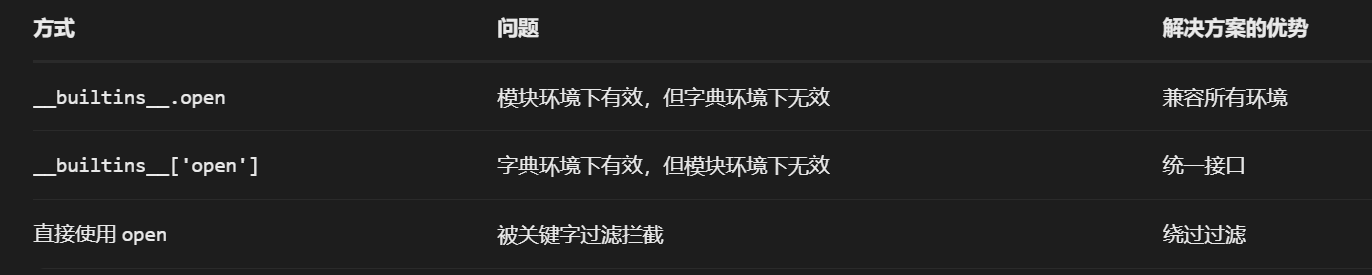 方式 问题 解决方案的优势
__builtins__.open 模块环境下有效，但字典环境下无效 兼容所有环境
__builtins__['open'] 字典环境下有效，但模块环境下无效 统一接口
直接使用 open 被关键字过滤拦截 绕过过滤